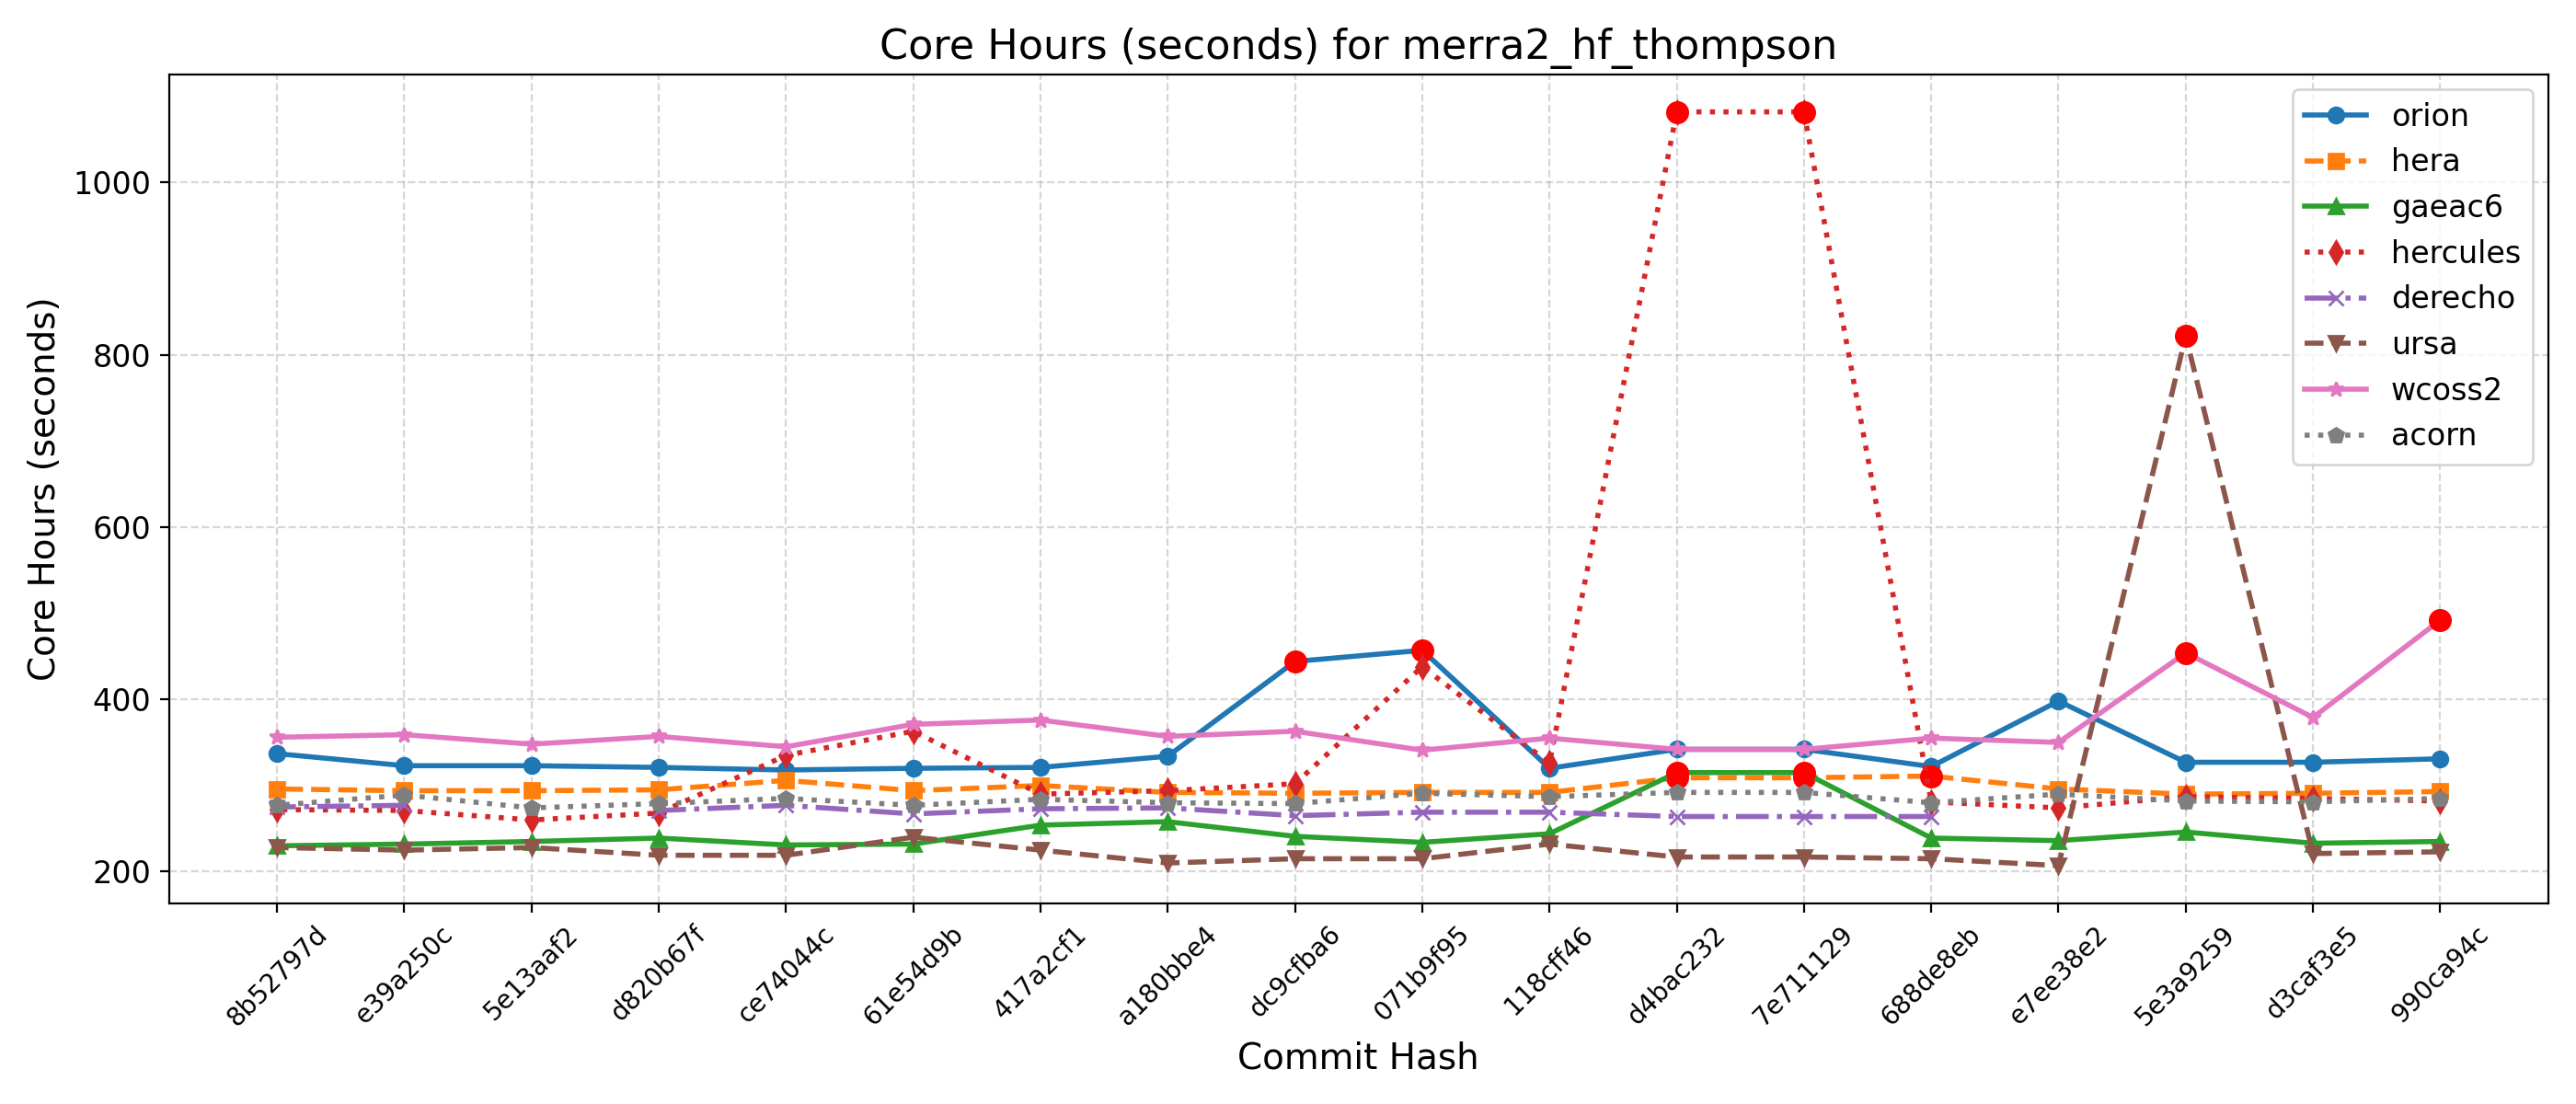 Core Hours (seconds) for merra2_hf_thompson
Core Hours (seconds)
1000
800
600
400
200
orion
hera
gaeac6
hercules
derecho
ursa
wcoss2
acorn
8b52797d
e39a250c
5e13aaf2
d820b67f
ce74044c
61e54d9b
417a2cf1
a180bbe4
dc9cfba6
071b9f95
118cff46
d4bac232
7e711129
688de8eb
e7ee38e2
5e3a9259
d3caf3e5
990ca94c
Commit Hash